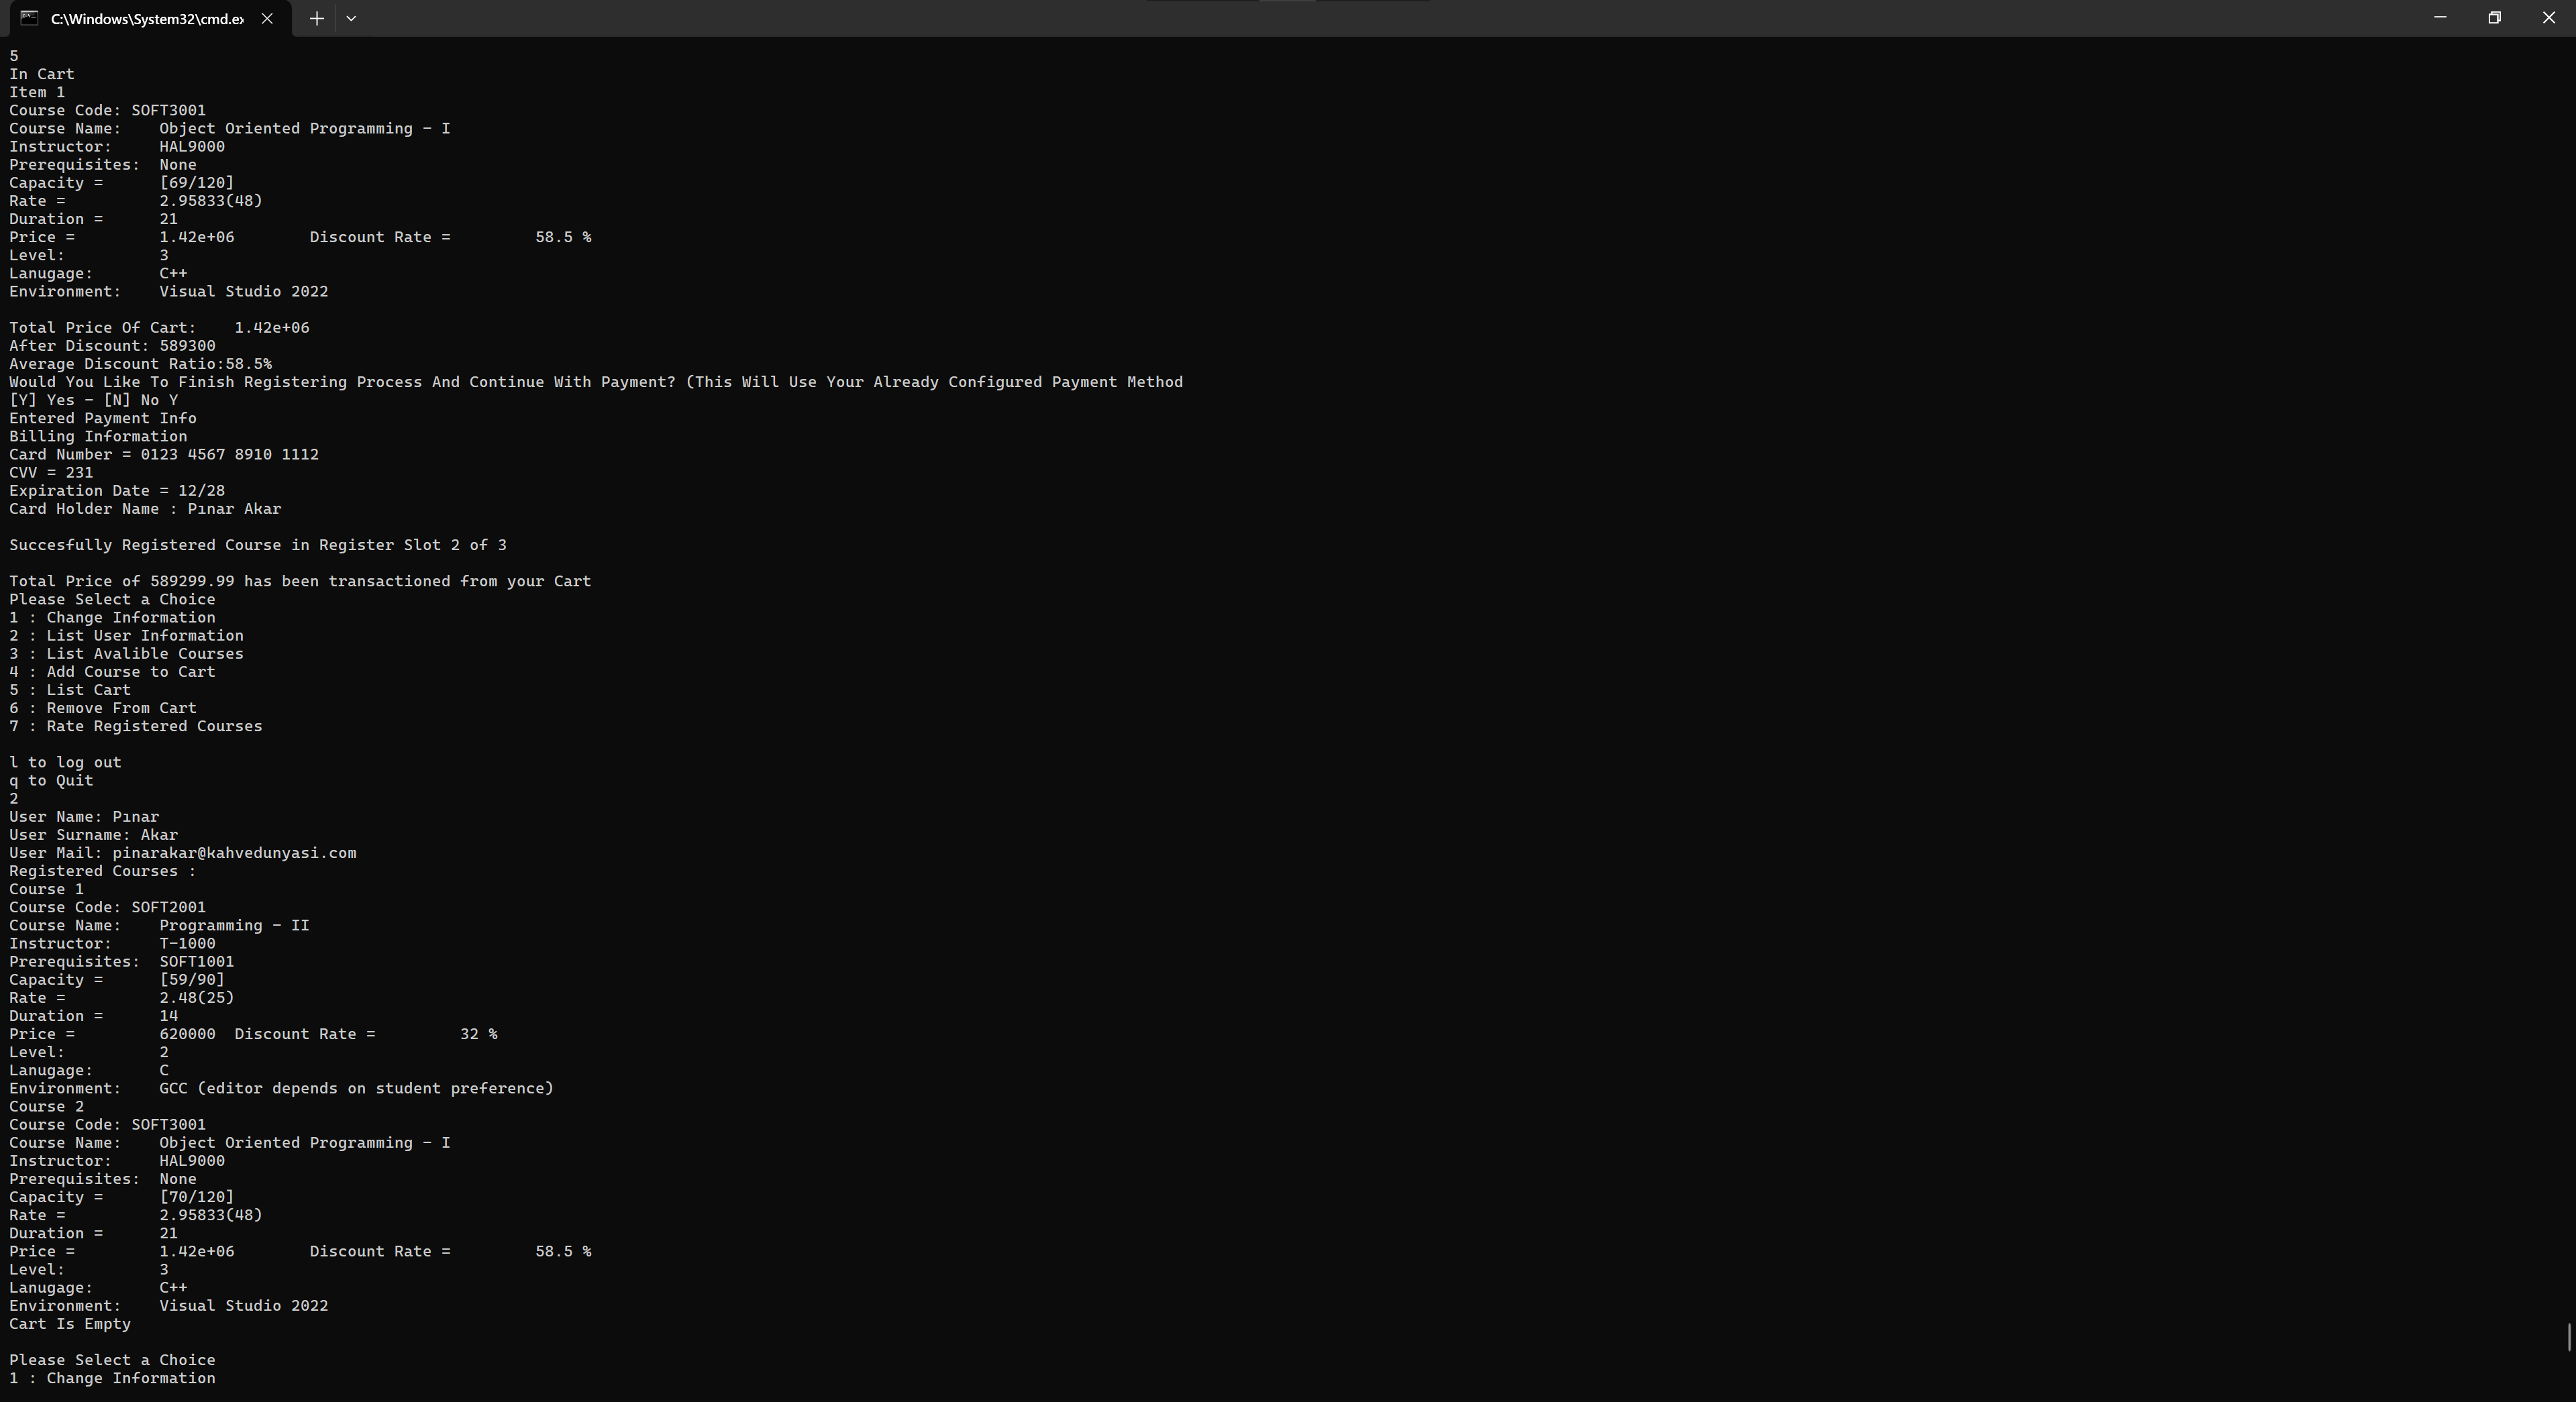 C:\Windows\System32\cmd.ex
5
In Cart
Item 1
Course Code: SOFT3001
Course Name:    Object Oriented Programming - I
Instructor:     HAL9000
Prerequisites:  None
Capacity =      [69/120]
Rate =          2.95833(48)
Duration =      21
Price =         1.42e+06        Discount Rate =         58.5 %
Level:          3
Lanugage:       C++
Environment:    Visual Studio 2022
Total Price Of Cart:    1.42e+06
After Discount: 589300
Average Discount Ratio:58.5%
Would You Like To Finish Registering Process And Continue With Payment? (This Will Use Your Already Configured Payment Method
[Y] Yes - [N] No Y
Entered Payment Info
Billing Information
Card Number = 0123 4567 8910 1112
CVV = 231
Expiration Date = 12/28
Card Holder Name : Pınar Akar
Succesfully Registered Course in Register Slot 2 of 3
Total Price of 589299.99 has been transactioned from your Cart
Please Select a Choice
1 : Change Information
2 : List User Information
3 : List Avalible Courses
4 : Add Course to Cart
5 : List Cart
6 : Remove From Cart
7 : Rate Registered Courses
l to log out
q to Quit
2
User Name: Pınar
User Surname: Akar
User Mail: pinarakar@kahvedunyasi.com
Registered Courses :
Course 1
Course Code: SOFT2001
Course Name:    Programming - II
Instructor:     T-1000
Prerequisites:  SOFT1001
Capacity =      [59/90]
Rate =          2.48(25)
Duration =      14
Price =         620000  Discount Rate =         32 %
Level:          2
Lanugage:       C
Environment:    GCC (editor depends on student preference)
Course 2
Course Code: SOFT3001
Course Name:    Object Oriented Programming - I
Instructor:     HAL9000
Prerequisites:  None
Capacity =      [70/120]
Rate =          2.95833(48)
Duration =      21
Price =         1.42e+06        Discount Rate =         58.5 %
Level:          3
Lanugage:       C++
Environment:    Visual Studio 2022
Cart Is Empty
Please Select a Choice
1 : Change Information